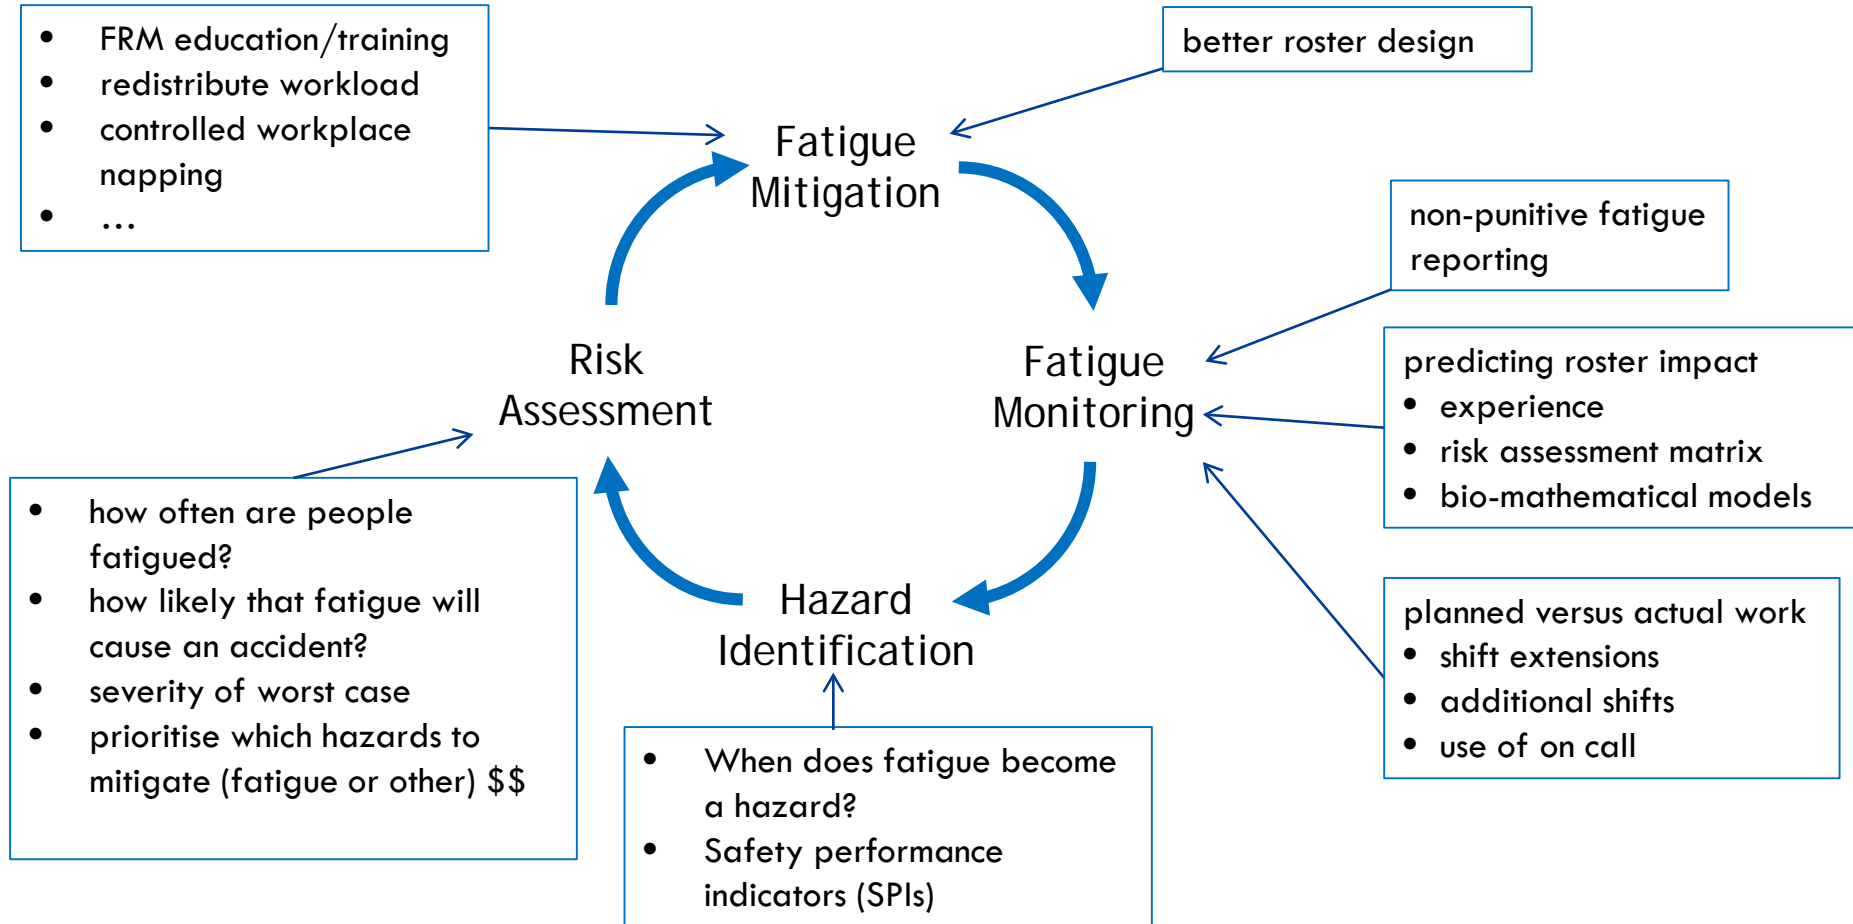 • FRM education/training
• redistribute workload
• controlled workplace
napping
• ...
better roster design
Fatigue
Mitigation
non-punitive fatigue
reporting
Risk
Assessment
Fatigue
Monitoring
predicting roster impact
• experience
• risk assessment matrix
• bio-mathematical models
• how often are people
fatigued?
• how likely that fatigue will
cause an accident?
• severity of worst case
• prioritise which hazards to
mitigate (fatigue or other) $$
Hazard
Identification
planned versus actual work
• shift extensions
• additional shifts
• use of on call
• When does fatigue become
a hazard?
• Safety performance
indicators (SPIs)